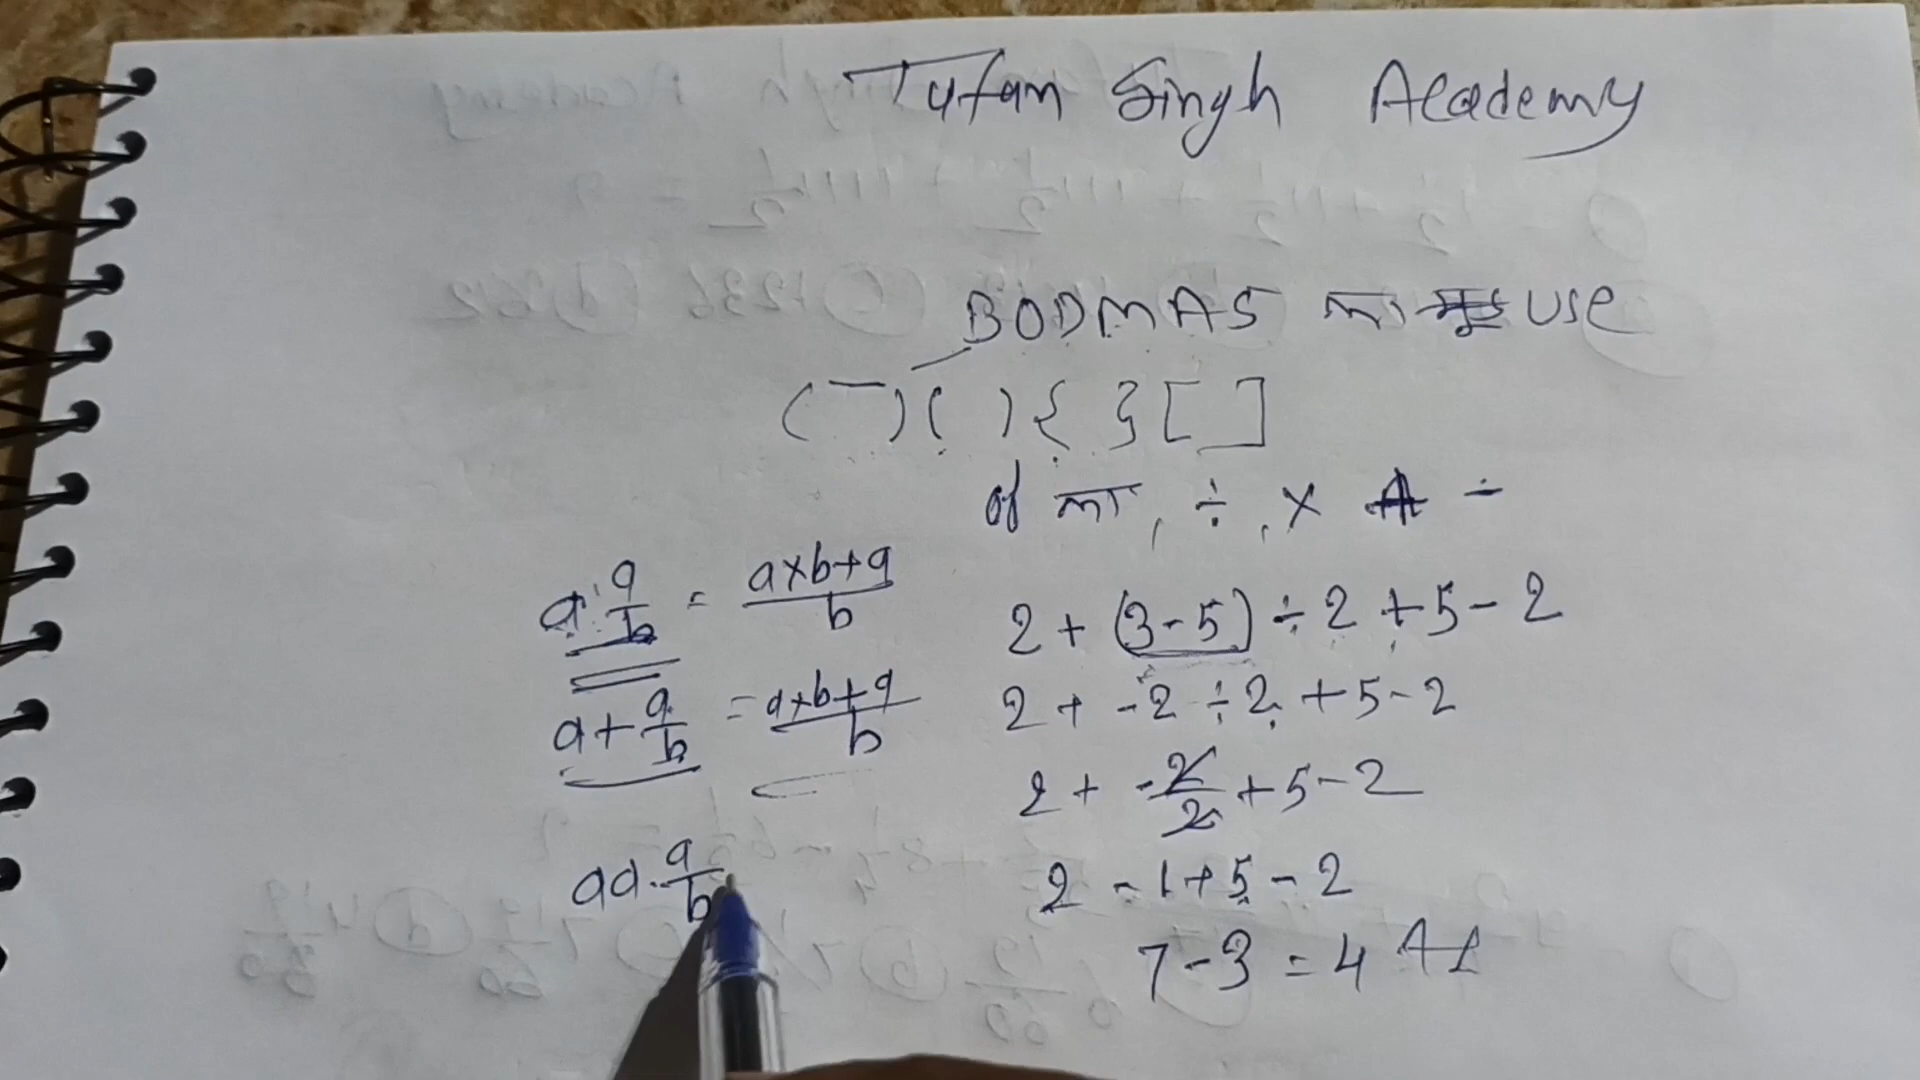 Tufan Singh Academy
BODMAS का use
( ‾ ) ( ) { } [ ]
of का, ÷, × + -
a a/b = a×b+a/b
2 + (3-5) ÷ 2 + 5 - 2
a + a/b = a×b+a/b
2 + -2 ÷ 2 + 5 - 2
2 + -2/2 + 5 - 2
aa a/b
2 - 1 + 5 - 2
7 - 3 = 4